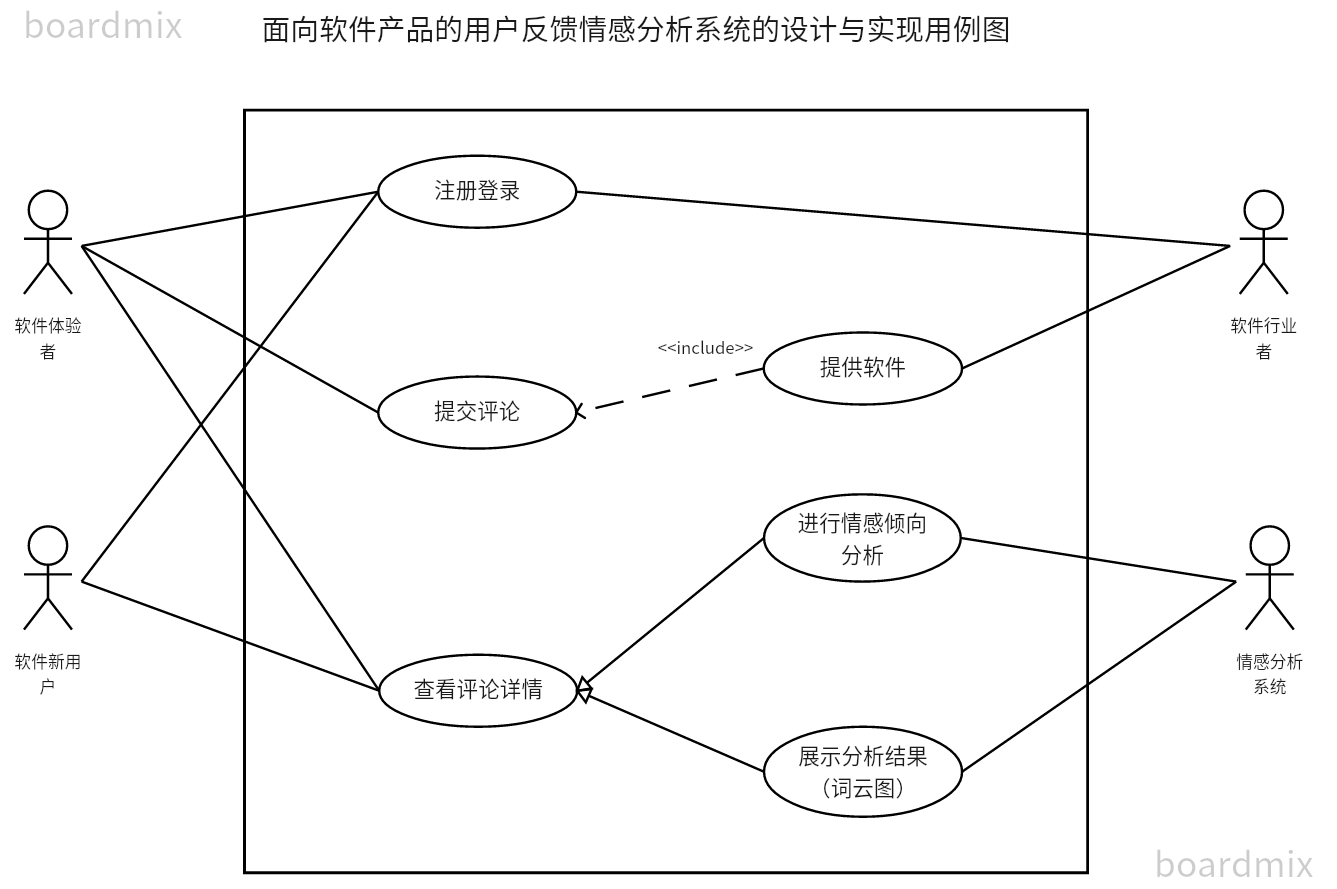 boardmix
面向软件产品的用户反馈情感分析系统的设计与实现用例图
注册登录
软件体验
者
软件行业
者
<<include>>
提供软件
提交评论
进行情感倾向
分析
软件新用
户
情感分析
系统
查看评论详情
展示分析结果
（词云图）
boardmix